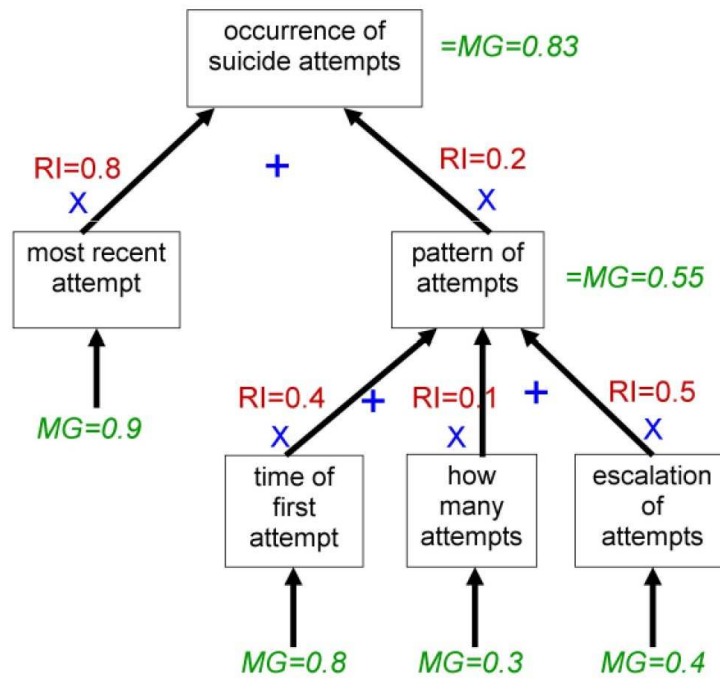 occurrence of
suicide attempts
=MG=0.83
RI=0.8
+
RI=0.2
X
X
most recent
attempt
pattern of
attempts
=MG=0.55
RI=0.4
+
RI=0.1
+
RI=0.5
MG=0.9
X
X
X
time of
first
attempt
how
many
attempts
escalation
of
attempts
MG=0.8
MG=0.3
MG=0.4